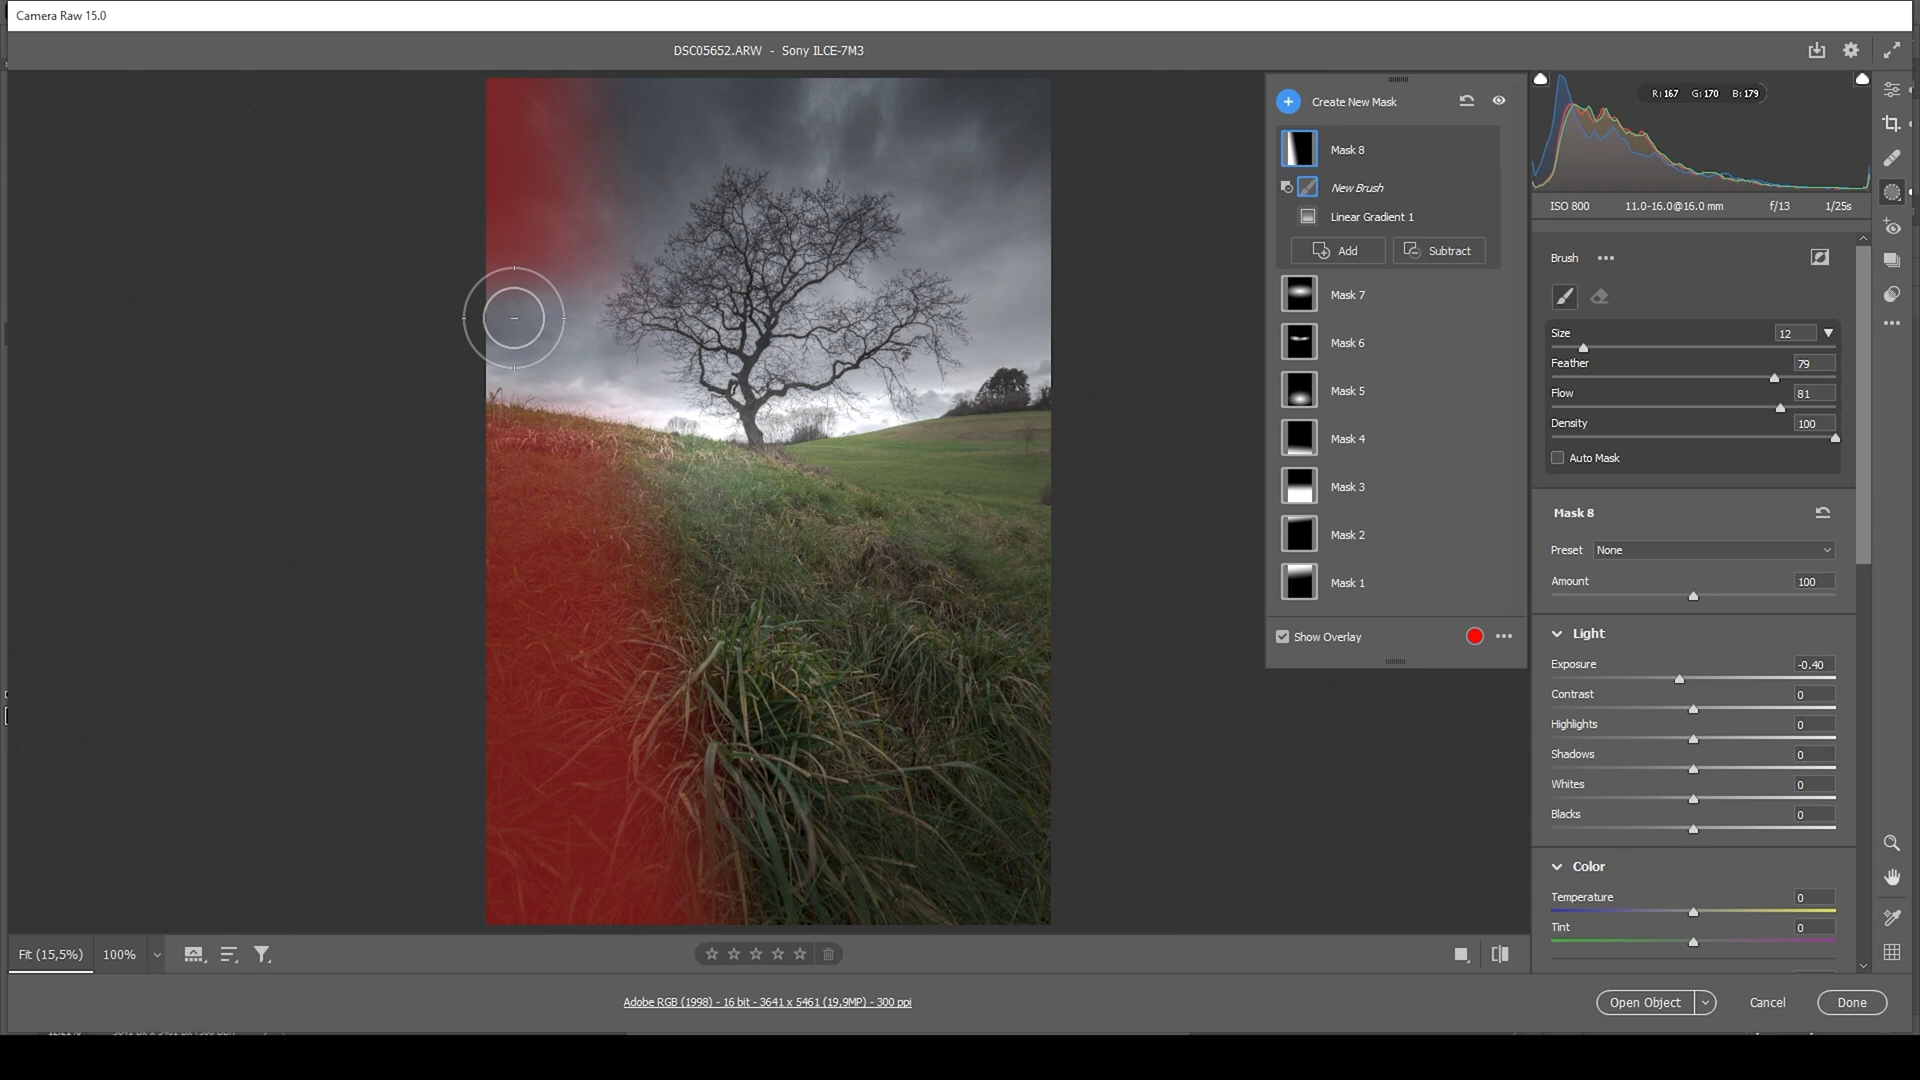 Camera Raw 15.0
DSC05652.ARW - Sony ILCE-7M3
Create New Mask
Mask 8
New Brush
Linear Gradient 1
Add
Subtract
Mask 7
Mask 6
Mask 5
Mask 4
Mask 3
Mask 2
Mask 1
Show Overlay
R: 167 G: 170 B: 179
ISO 800 11.0-16.0@16.0 mm f/13 1/25s
Brush
Size 12
Feather 79
Flow 81
Density 100
Auto Mask
Mask 8
Preset None
Amount 100
Light
Exposure -0.40
Contrast 0
Highlights 0
Shadows 0
Whites 0
Blacks 0
Color
Temperature 0
Tint 0
Fit (15,5%) 100%
Adobe RGB (1998) - 16 bit - 3641 x 5461 (19,9MP) - 300 ppi
Open Object Cancel Done